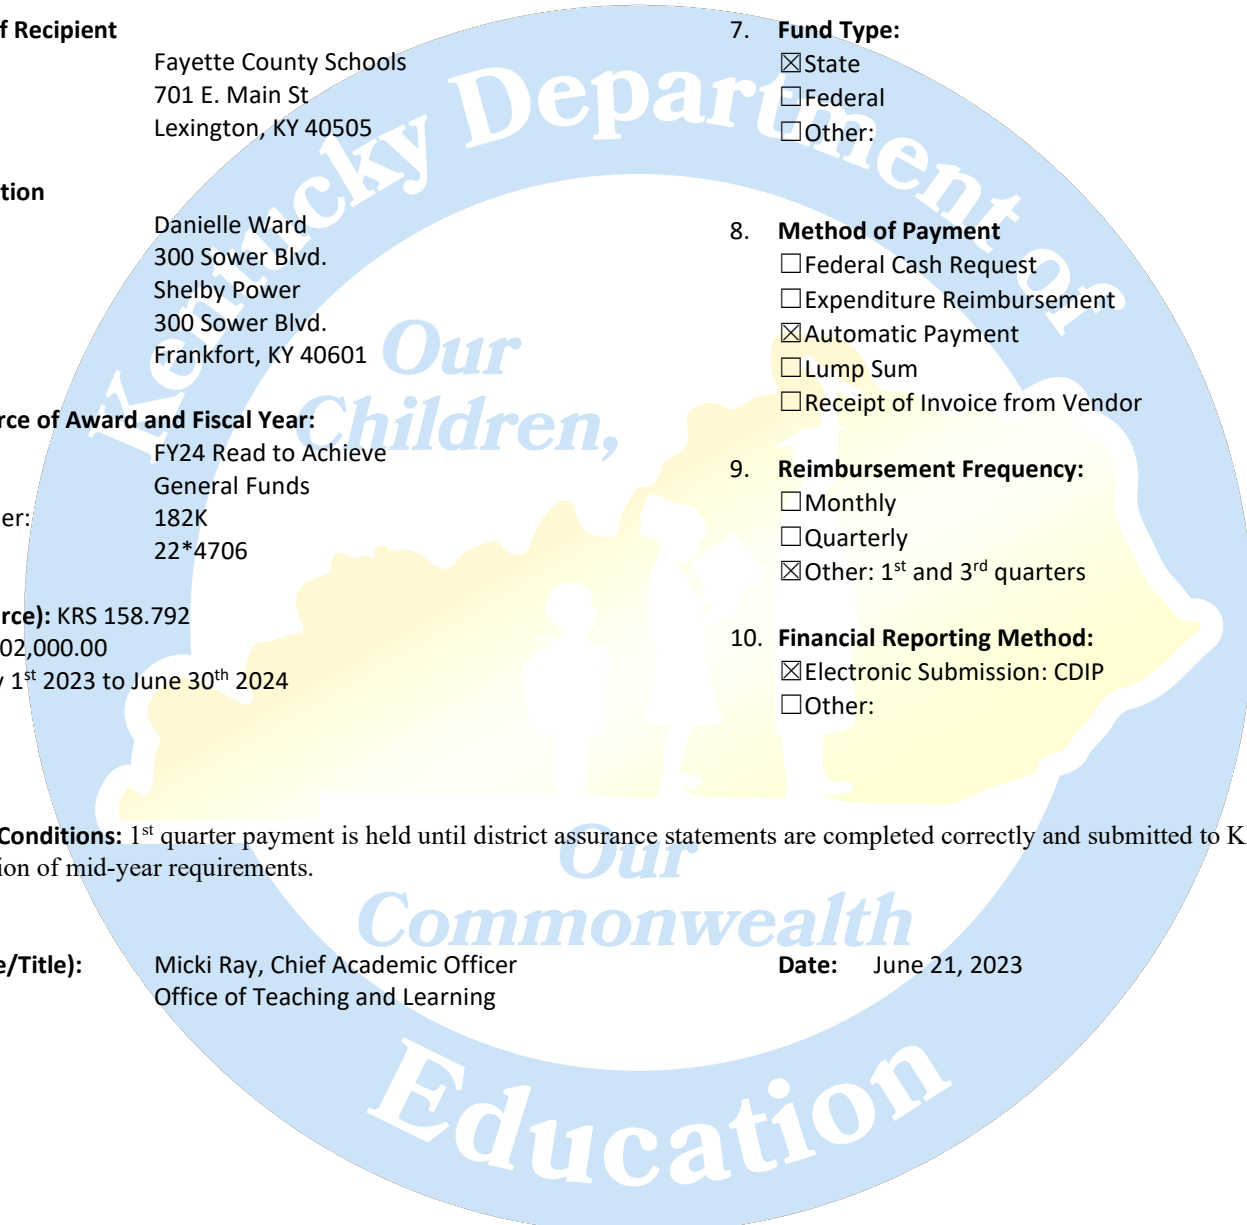 f Recipient
Fayette County Schools
701 E. Main St
Lexington, KY 40505
tion
Danielle Ward
300 Sower Blvd.
Shelby Power
300 Sower Blvd.
Frankfort, KY 40601
rce of Award and Fiscal Year:
FY24 Read to Achieve
General Funds
er: 182K
22*4706
rce): KRS 158.792
02,000.00
y 1st 2023 to June 30th 2024
7. Fund Type:
☒State
☐Federal
☐Other:
8. Method of Payment
☐Federal Cash Request
☐Expenditure Reimbursement
☒Automatic Payment
☐Lump Sum
☐Receipt of Invoice from Vendor
9. Reimbursement Frequency:
☐Monthly
☐Quarterly
☒Other: 1st and 3rd quarters
10. Financial Reporting Method:
☒Electronic Submission: CDIP
☐Other:
Conditions: 1st quarter payment is held until district assurance statements are completed correctly and submitted to K
ion of mid-year requirements.
e/Title): Micki Ray, Chief Academic Officer Date: June 21, 2023
Office of Teaching and Learning
Kentucky Department of
Education
Our
Children,
Our
Commonwealth